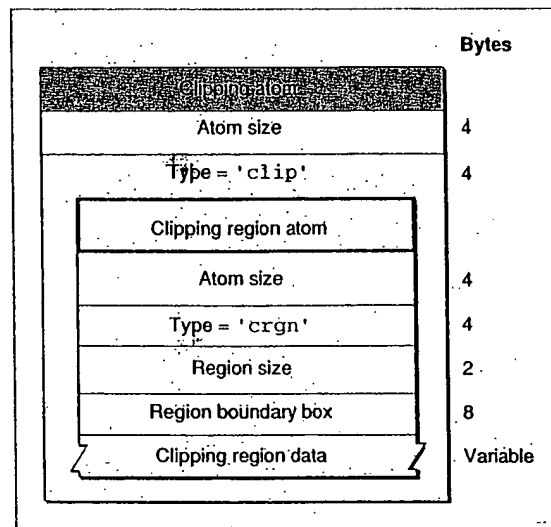 Bytes
Clipping atom
Atom size 4
Type = 'clip' 4
Clipping region atom
Atom size 4
Type = 'crgn' 4
Region size 2
Region boundary box 8
Clipping region data Variable